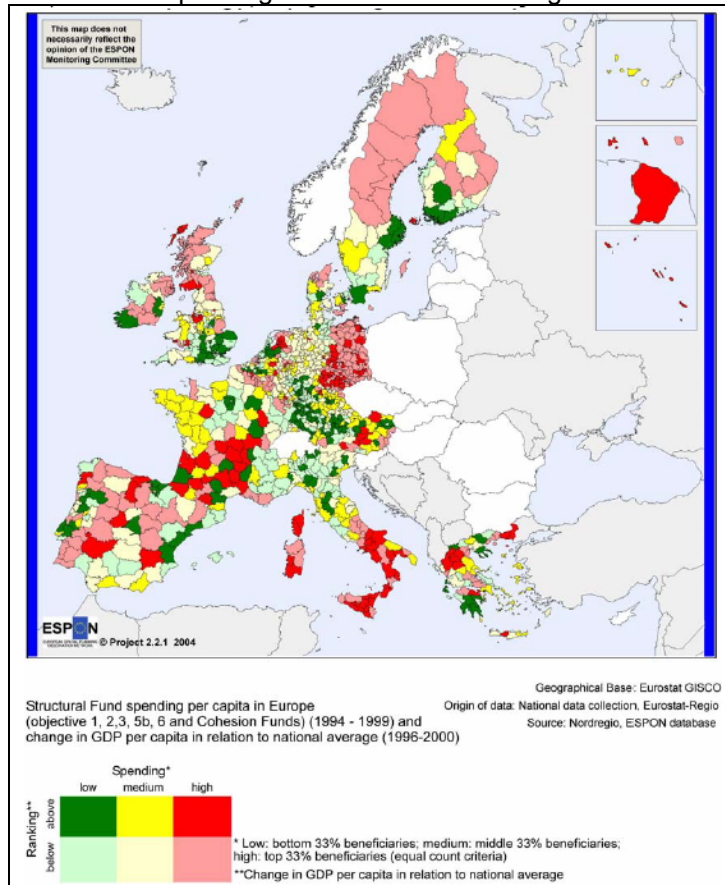 This map does not
necessarily reflect the
opinion of the ESPON
Monitoring Committee
ESPON
© Project 2.2.1 2004
Geographical Base: Eurostat GISCO
Structural Fund spending per capita in Europe
Origin of data: National data collection, Eurostat-Regio
(objective 1, 2,3, 5b, 6 and Cohesion Funds) (1994 - 1999) and
Source: Nordregio, ESPON database
change in GDP per capita in relation to national average (1996-2000)
Spending*
low medium high
Ranking**
above
below
* Low: bottom 33% beneficiaries; medium: middle 33% beneficiaries;
high: top 33% beneficiaries (equal count criteria)
**Change in GDP per capita in relation to national average